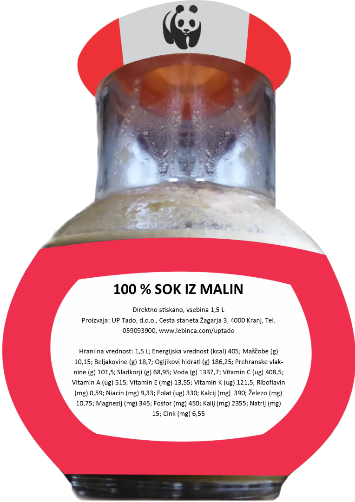 100 % SOK IZ MALIN
Direktno stiskano, vsebina 1,5 L
Proizvaja: UP Tado, d.o.o., Cesta staneta Žagarja 3, 4000 Kranj, Tel.
059093900, www.lebinca.com/uptado
Hranilna vrednost: 1,5 L; Energijska vrednost (kcal) 405; Maščobe (g)
10,15; Beljakovine (g) 18,7; Ogljikovi hidrati (g) 186,25; Prehranske vlak-
nine (g) 101,5; Sladkorji (g) 68,95; Voda (g) 1337,7; Vitamin C (ug) 408,5;
Vitamin A (ug) 515, Vitamin E (mg) 13,55; Vitamin K (ug) 121,5, Riboflavin
(mg) 0,59; Niacin (mg) 9,33; Folat (ug) 330; Kalcij (mg) 390; Železo (mg)
10,75; Magnezij (mg) 345; Fosfor (mg) 450; Kalij (mg) 2355; Natrij (mg)
15; Cink (mg) 6,55